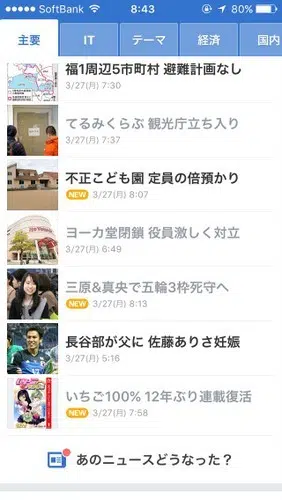 SoftBank 8:43
主要 IT テーマ 経済 国内
福1周辺5市町村 避難計画なし
3/27(月) 7:30
てるみくらぶ 観光庁立ち入り
3/27(月) 7:37
不正こども園 定員の倍預かり
NEW 3/27(月) 8:07
ヨーカ堂閉鎖 役員激しく対立
3/27(月) 6:49
三原&真央で五輪3枠死守へ
NEW 3/27(月) 8:13
長谷部が父に 佐藤ありさ妊娠
3/27(月) 5:16
いちご100% 12年ぶり連載復活
NEW 3/27(月) 7:58
あのニュースどうなった？